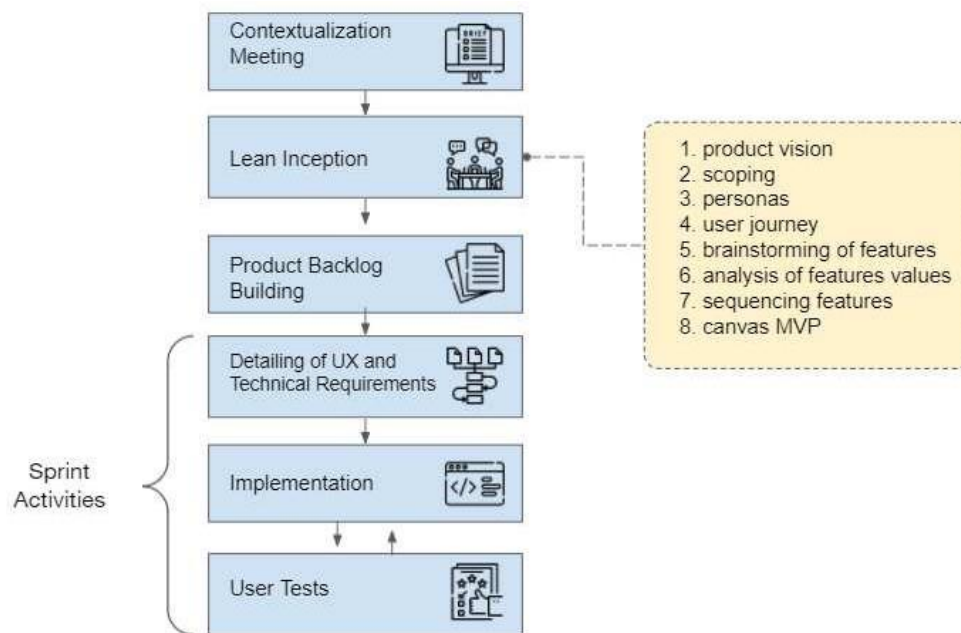 Contextualization
Meeting
BRIEF
Lean Inception
1. product vision
2. scoping
3. personas
4. user journey
5. brainstorming of features
6. analysis of features values
7. sequencing features
8. canvas MVP
Product Backlog
Building
Detailing of UX and
Technical Requirements
Sprint
Activities
Implementation
</>
User Tests